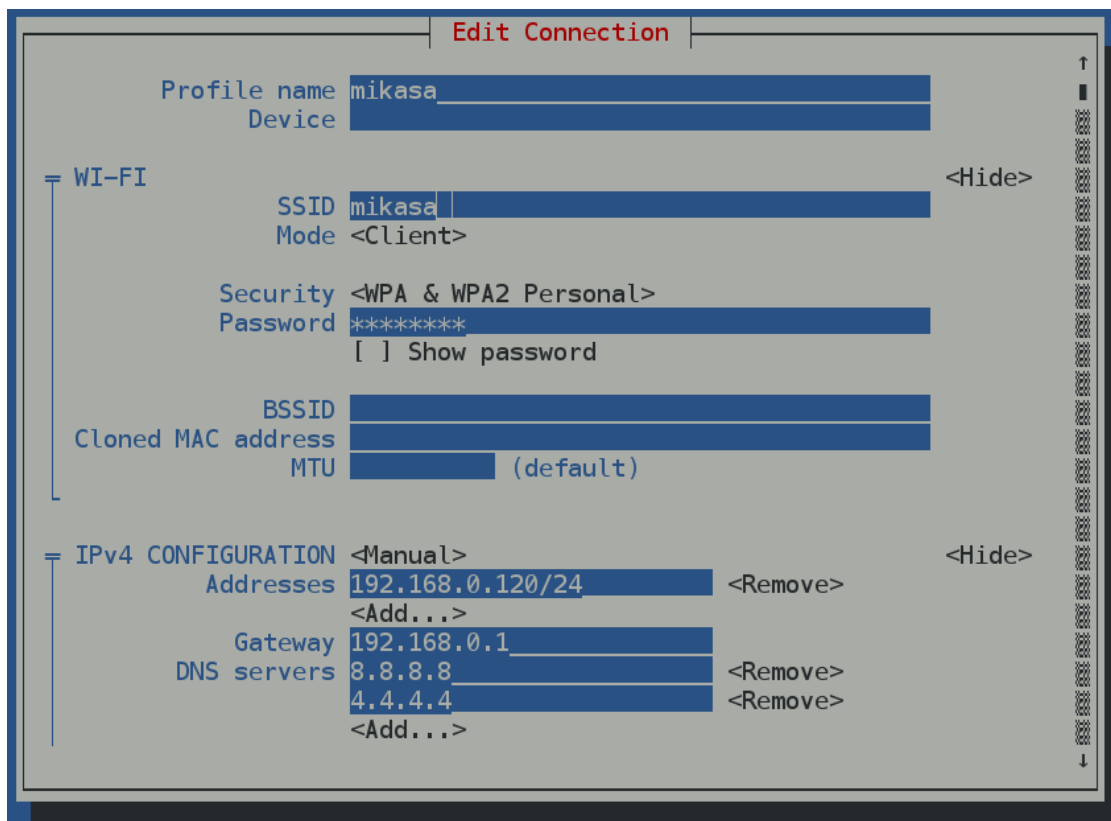 Edit Connection
Profile name mikasa
Device
WI-FI <Hide>
SSID mikasa
Mode <Client>
Security <WPA & WPA2 Personal>
Password ********
[ ] Show password
BSSID
Cloned MAC address
MTU (default)
IPv4 CONFIGURATION <Manual> <Hide>
Addresses 192.168.0.120/24 <Remove>
<Add...>
Gateway 192.168.0.1
DNS servers 8.8.8.8 <Remove>
4.4.4.4 <Remove>
<Add...>